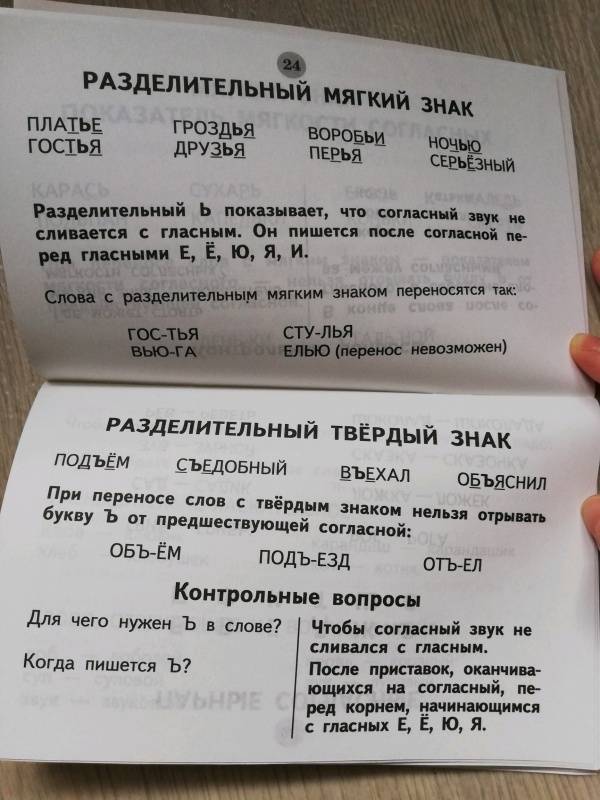 24
РАЗДЕЛИТЕЛЬНЫЙ МЯГКИЙ ЗНАК
ПЛАТЬЕ ГРОЗДЬЯ ВОРОБЬИ НОЧЬЮ
ГОСТЬЯ ДРУЗЬЯ ПЕРЬЯ СЕРЬЁЗНЫЙ
Разделительный Ь показывает, что согласный звук не
сливается с гласным. Он пишется после согласной пе-
ред гласными Е, Ё, Ю, Я, И.
Слова с разделительным мягким знаком переносятся так:
ГОС-ТЬЯ СТУ-ЛЬЯ
ВЬЮ-ГА ЕЛЬЮ (перенос невозможен)
РАЗДЕЛИТЕЛЬНЫЙ ТВЁРДЫЙ ЗНАК
ПОДЪЁМ СЪЕДОБНЫЙ ВЪЕХАЛ ОБЪЯСНИЛ
При переносе слов с твёрдым знаком нельзя отрывать
букву Ъ от предшествующей согласной:
ОБЪ-ЁМ ПОДЪ-ЕЗД ОТЪ-ЕЛ
Контрольные вопросы
Для чего нужен Ъ в слове?
Чтобы согласный звук не
сливался с гласным.
Когда пишется Ъ?
После приставок, оканчива-
ющихся на согласный, пе-
ред корнем, начинающимся
с гласных Е, Ё, Ю, Я.